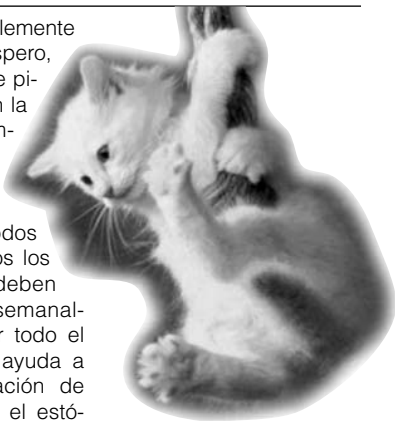 lemente
spero,
e pi-
n la
n-
odos
os los
deben
semanal-
r todo el
ayuda a
ación de
el estó-